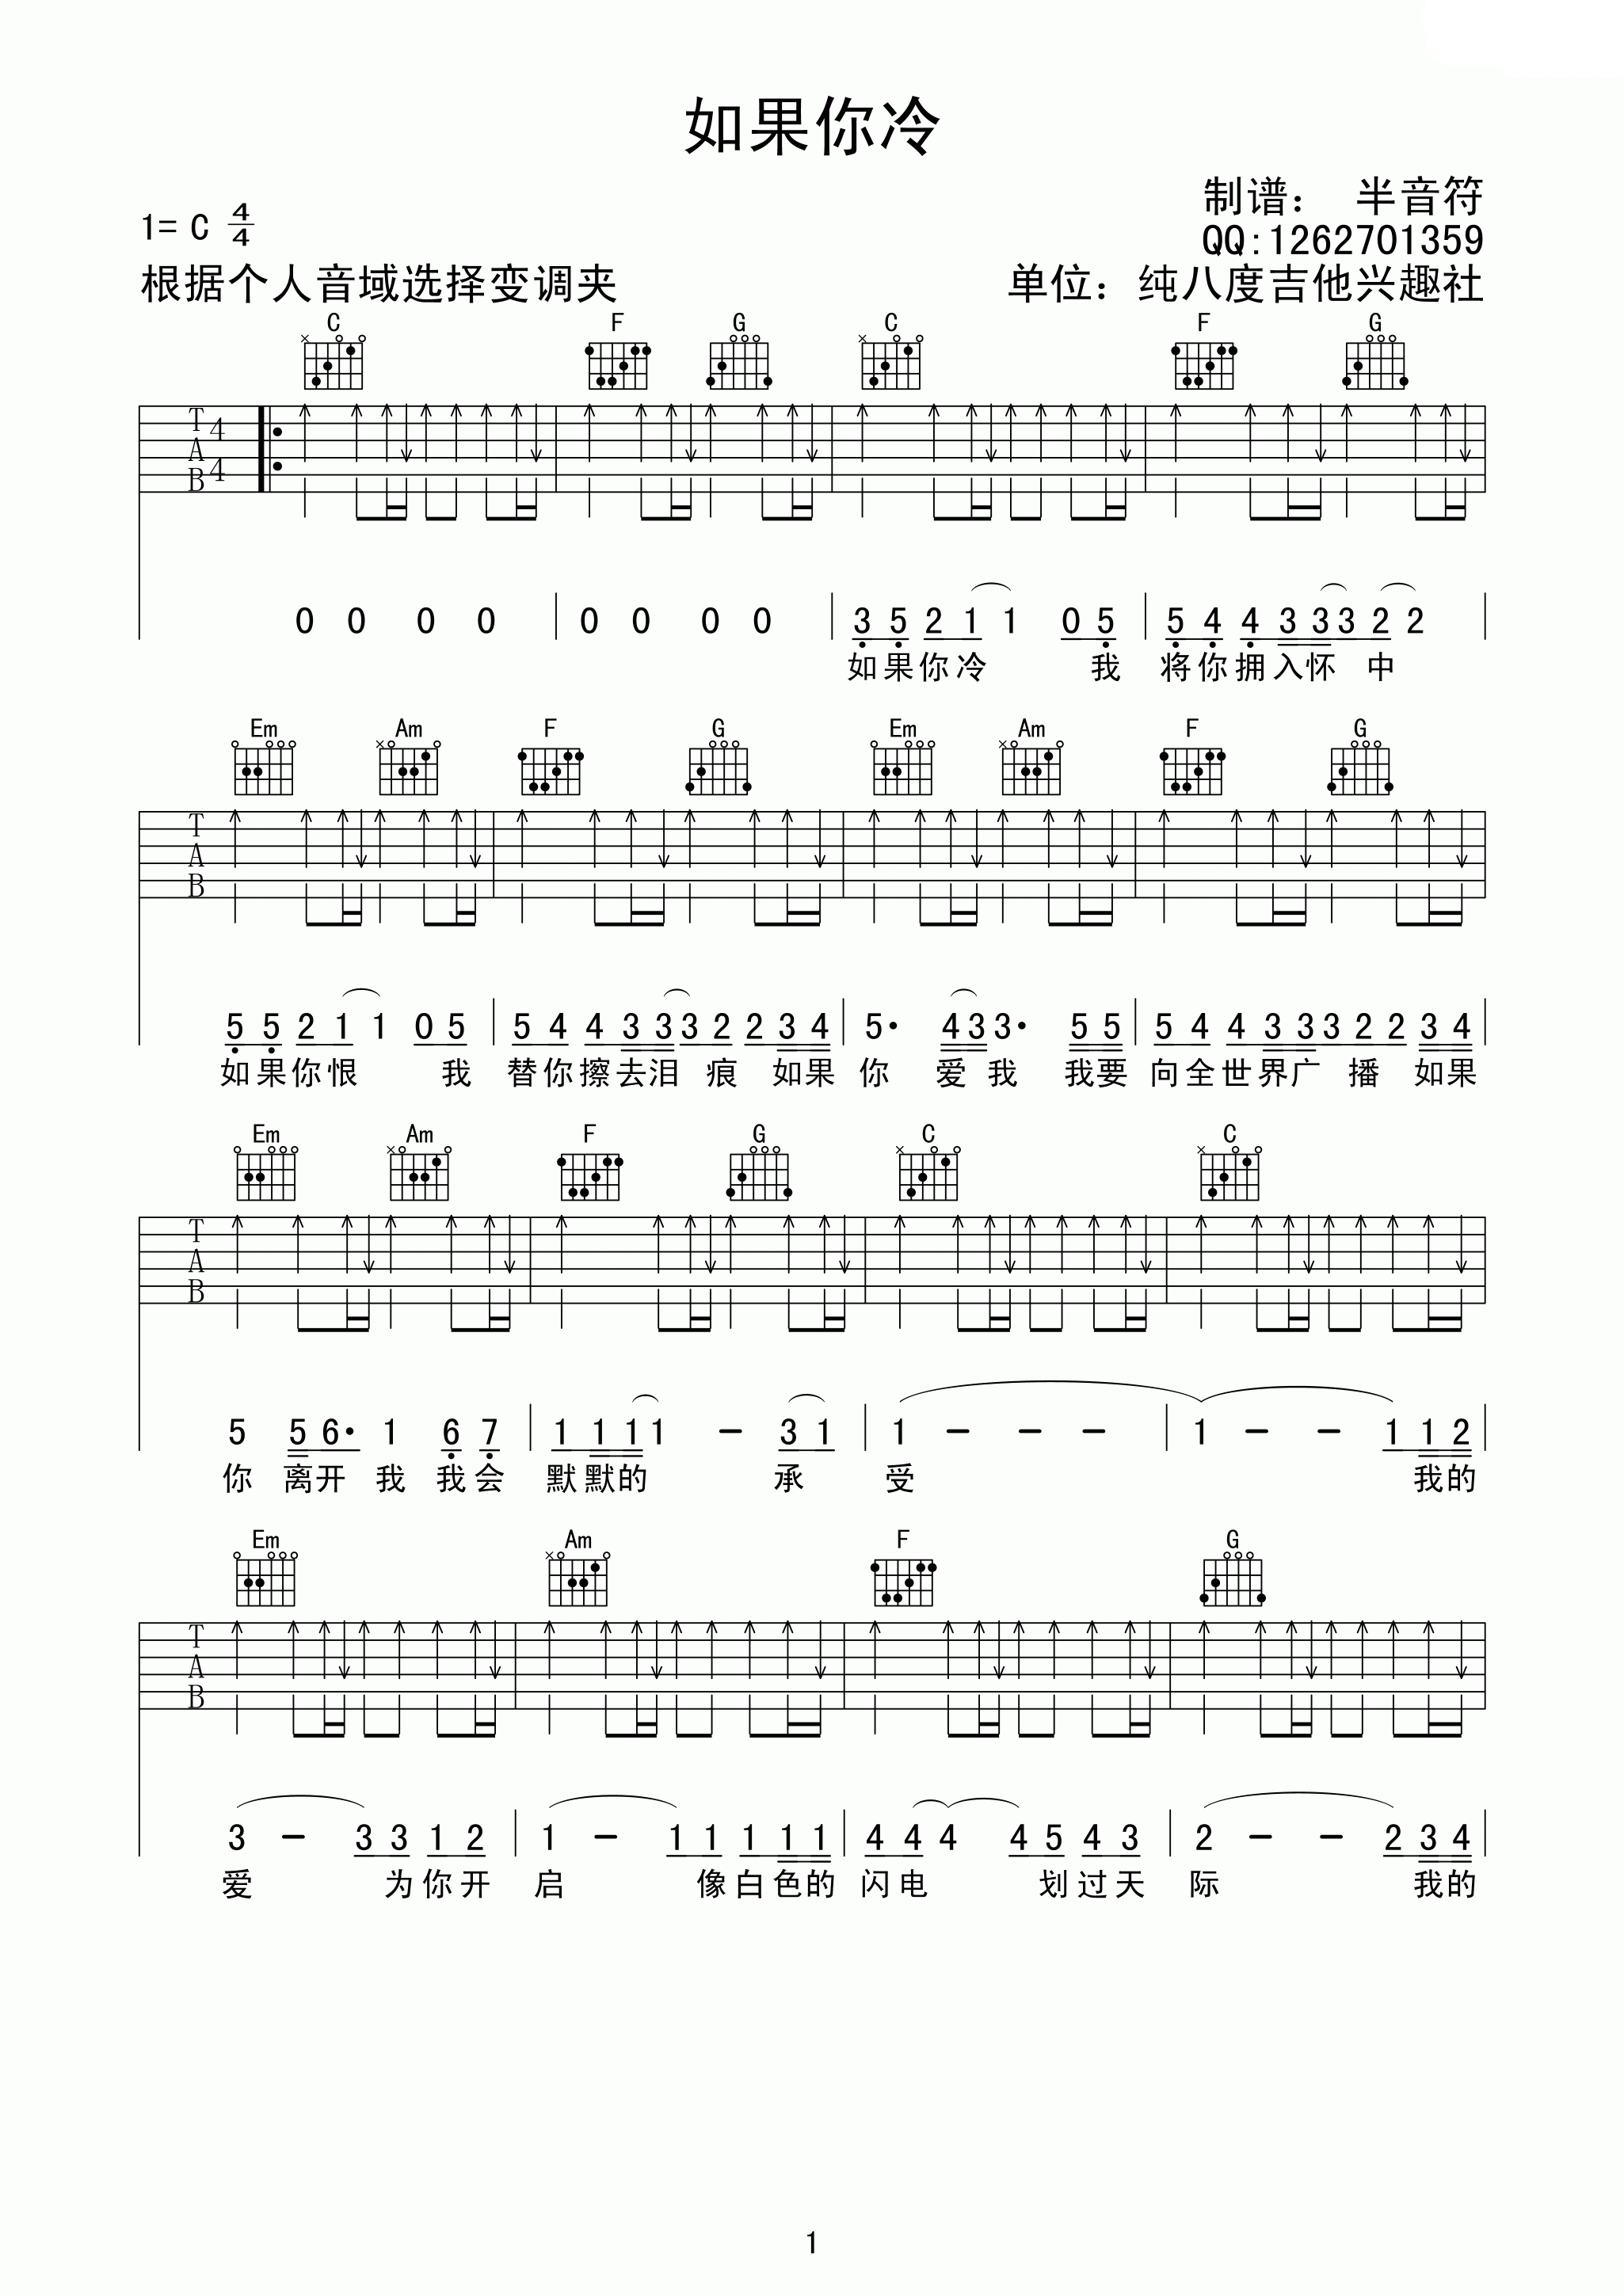 如果你冷
制谱： 半音符
1= C 4/4
QQ:1262701359
根据个人音域选择变调夹
单位：纯八度吉他兴趣社
C F G C F G
T A B 4 4
0 0 0 0 0 0 0 0 3 5 2 1 1 0 5 5 4 4 3 3 3 2 2
如果你冷 我 将你拥入怀 中
Em Am F G Em Am F G
T A B
5 5 2 1 1 0 5 5 4 4 3 3 3 2 2 3 4 5· 4 3 3· 5 5 5 4 4 3 3 3 2 2 3 4
如果你恨 我 替你擦去泪 痕 如果 你 爱 我 我要 向全世界广 播 如果
Em Am F G C C
T A B
5 5 6· 1 6 7 1 1 1 1 - 3 1 1 - - - 1 - - 1 1 2
你 离开 我 我会 默默的 承 受 我的
Em Am F G
T A B
3 - 3 3 1 2 1 - 1 1 1 1 1 4 4 4 4 5 4 3 2 - - 2 3 4
爱 为你开 启 像白色的 闪电 划过天 际 我的
1